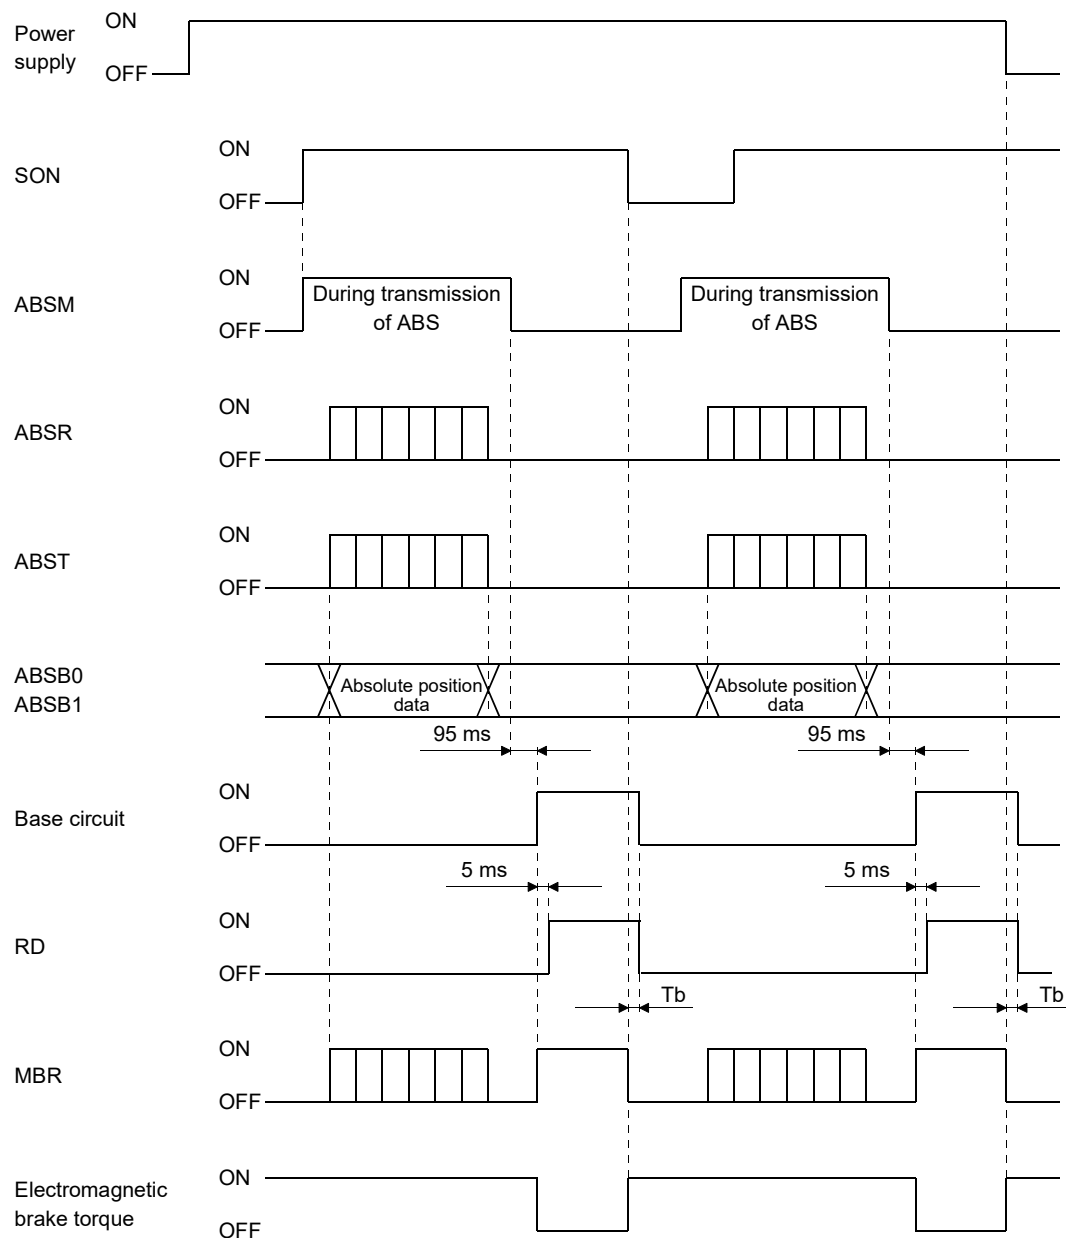 Power
supply
ON
OFF
SON
ON
OFF
ABSM
ON
OFF
During transmission
of ABS
During transmission
of ABS
ABSR
ON
OFF
ABST
ON
OFF
ABSB0
ABSB1
Absolute position
data
Absolute position
data
95 ms
95 ms
Base circuit
ON
OFF
5 ms
5 ms
RD
ON
OFF
Tb
Tb
MBR
ON
OFF
Electromagnetic
brake torque
ON
OFF